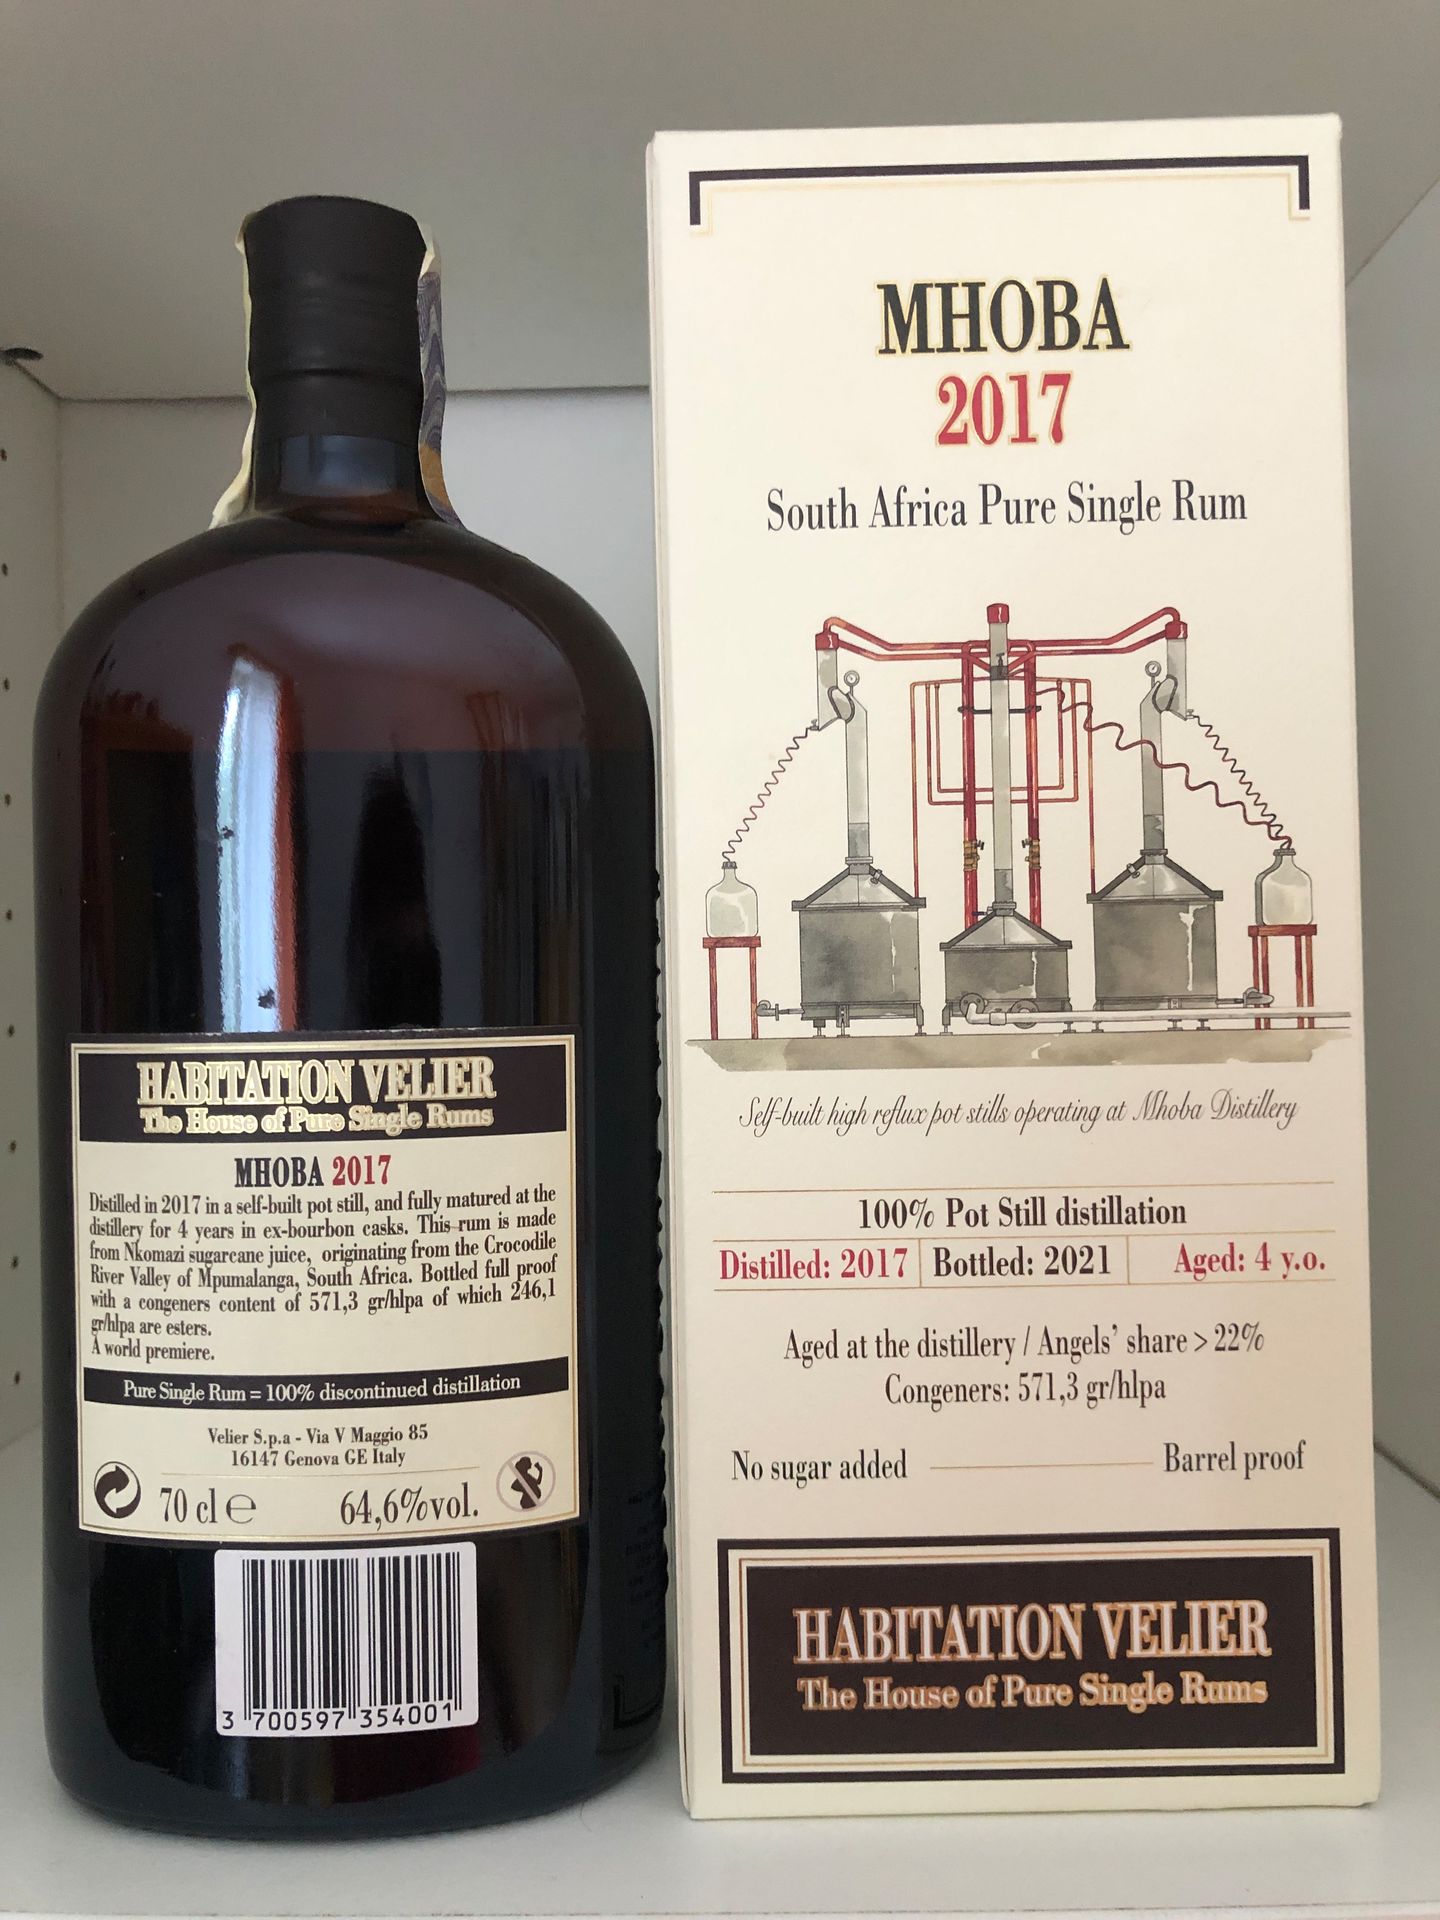 HABITATION VELIER
The House of Pure Single Rums
MHOBA 2017
Distilled in 2017 in a self-built pot still, and fully matured at the
distillery for 4 years in ex-bourbon casks. This rum is made
from Nkomazi sugarcane juice, originating from the Crocodile
River Valley of Mpumalanga, South Africa. Bottled full proof
with a congeners content of 571,3 gr/hlpa of which 246,1
gr/hlpa are esters.
A world premiere.
Pure Single Rum = 100% discontinued distillation
Velier S.p.a - Via V Maggio 85
16147 Genova GE Italy
70 cl ℮ 64,6%vol.
3 700597 354001
MHOBA
2017
South Africa Pure Single Rum
Self-built high reflux pot stills operating at Mhoba Distillery
100% Pot Still distillation
Distilled: 2017 Bottled: 2021 Aged: 4 y.o.
Aged at the distillery / Angels' share > 22%
Congeners: 571,3 gr/hlpa
No sugar added Barrel proof
HABITATION VELIER
The House of Pure Single Rums